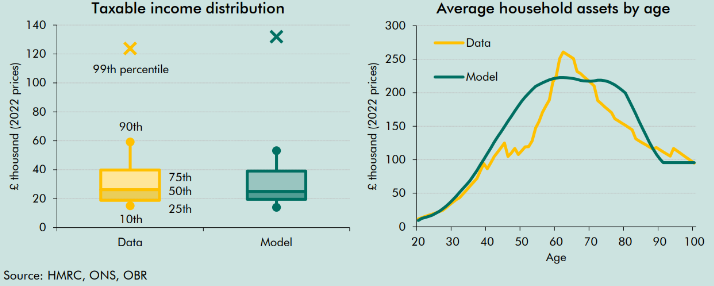 Taxable income distribution
£ thousand ('2022 prices)
140
120
100
80
60
40
20
0
99th percentile
90th
75th
50th
25th
10th
Data
Model
Average household assets by age
£ thousand ('2022 prices)
300
250
200
150
100
50
0
Data
Model
20 30 40 50 60 70 80 90 100
Age
Source: HMRC, ONS, OBR